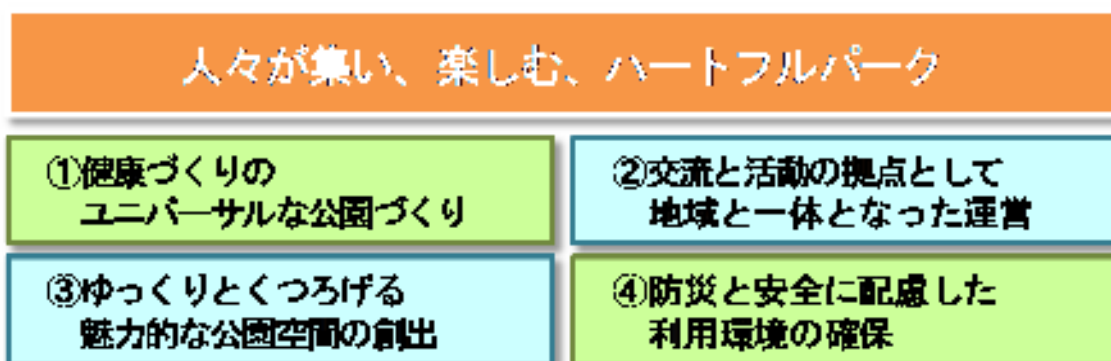 人々が集い、楽しむ、ハートフルパーク
①健康づくりの
ユニバーサルな公園づくり
②交流と活動の拠点として
地域と一体となった運営
③ゆっくりとくつろげる
魅力的な公園空間の創出
④防災と安全に配慮した
利用環境の確保